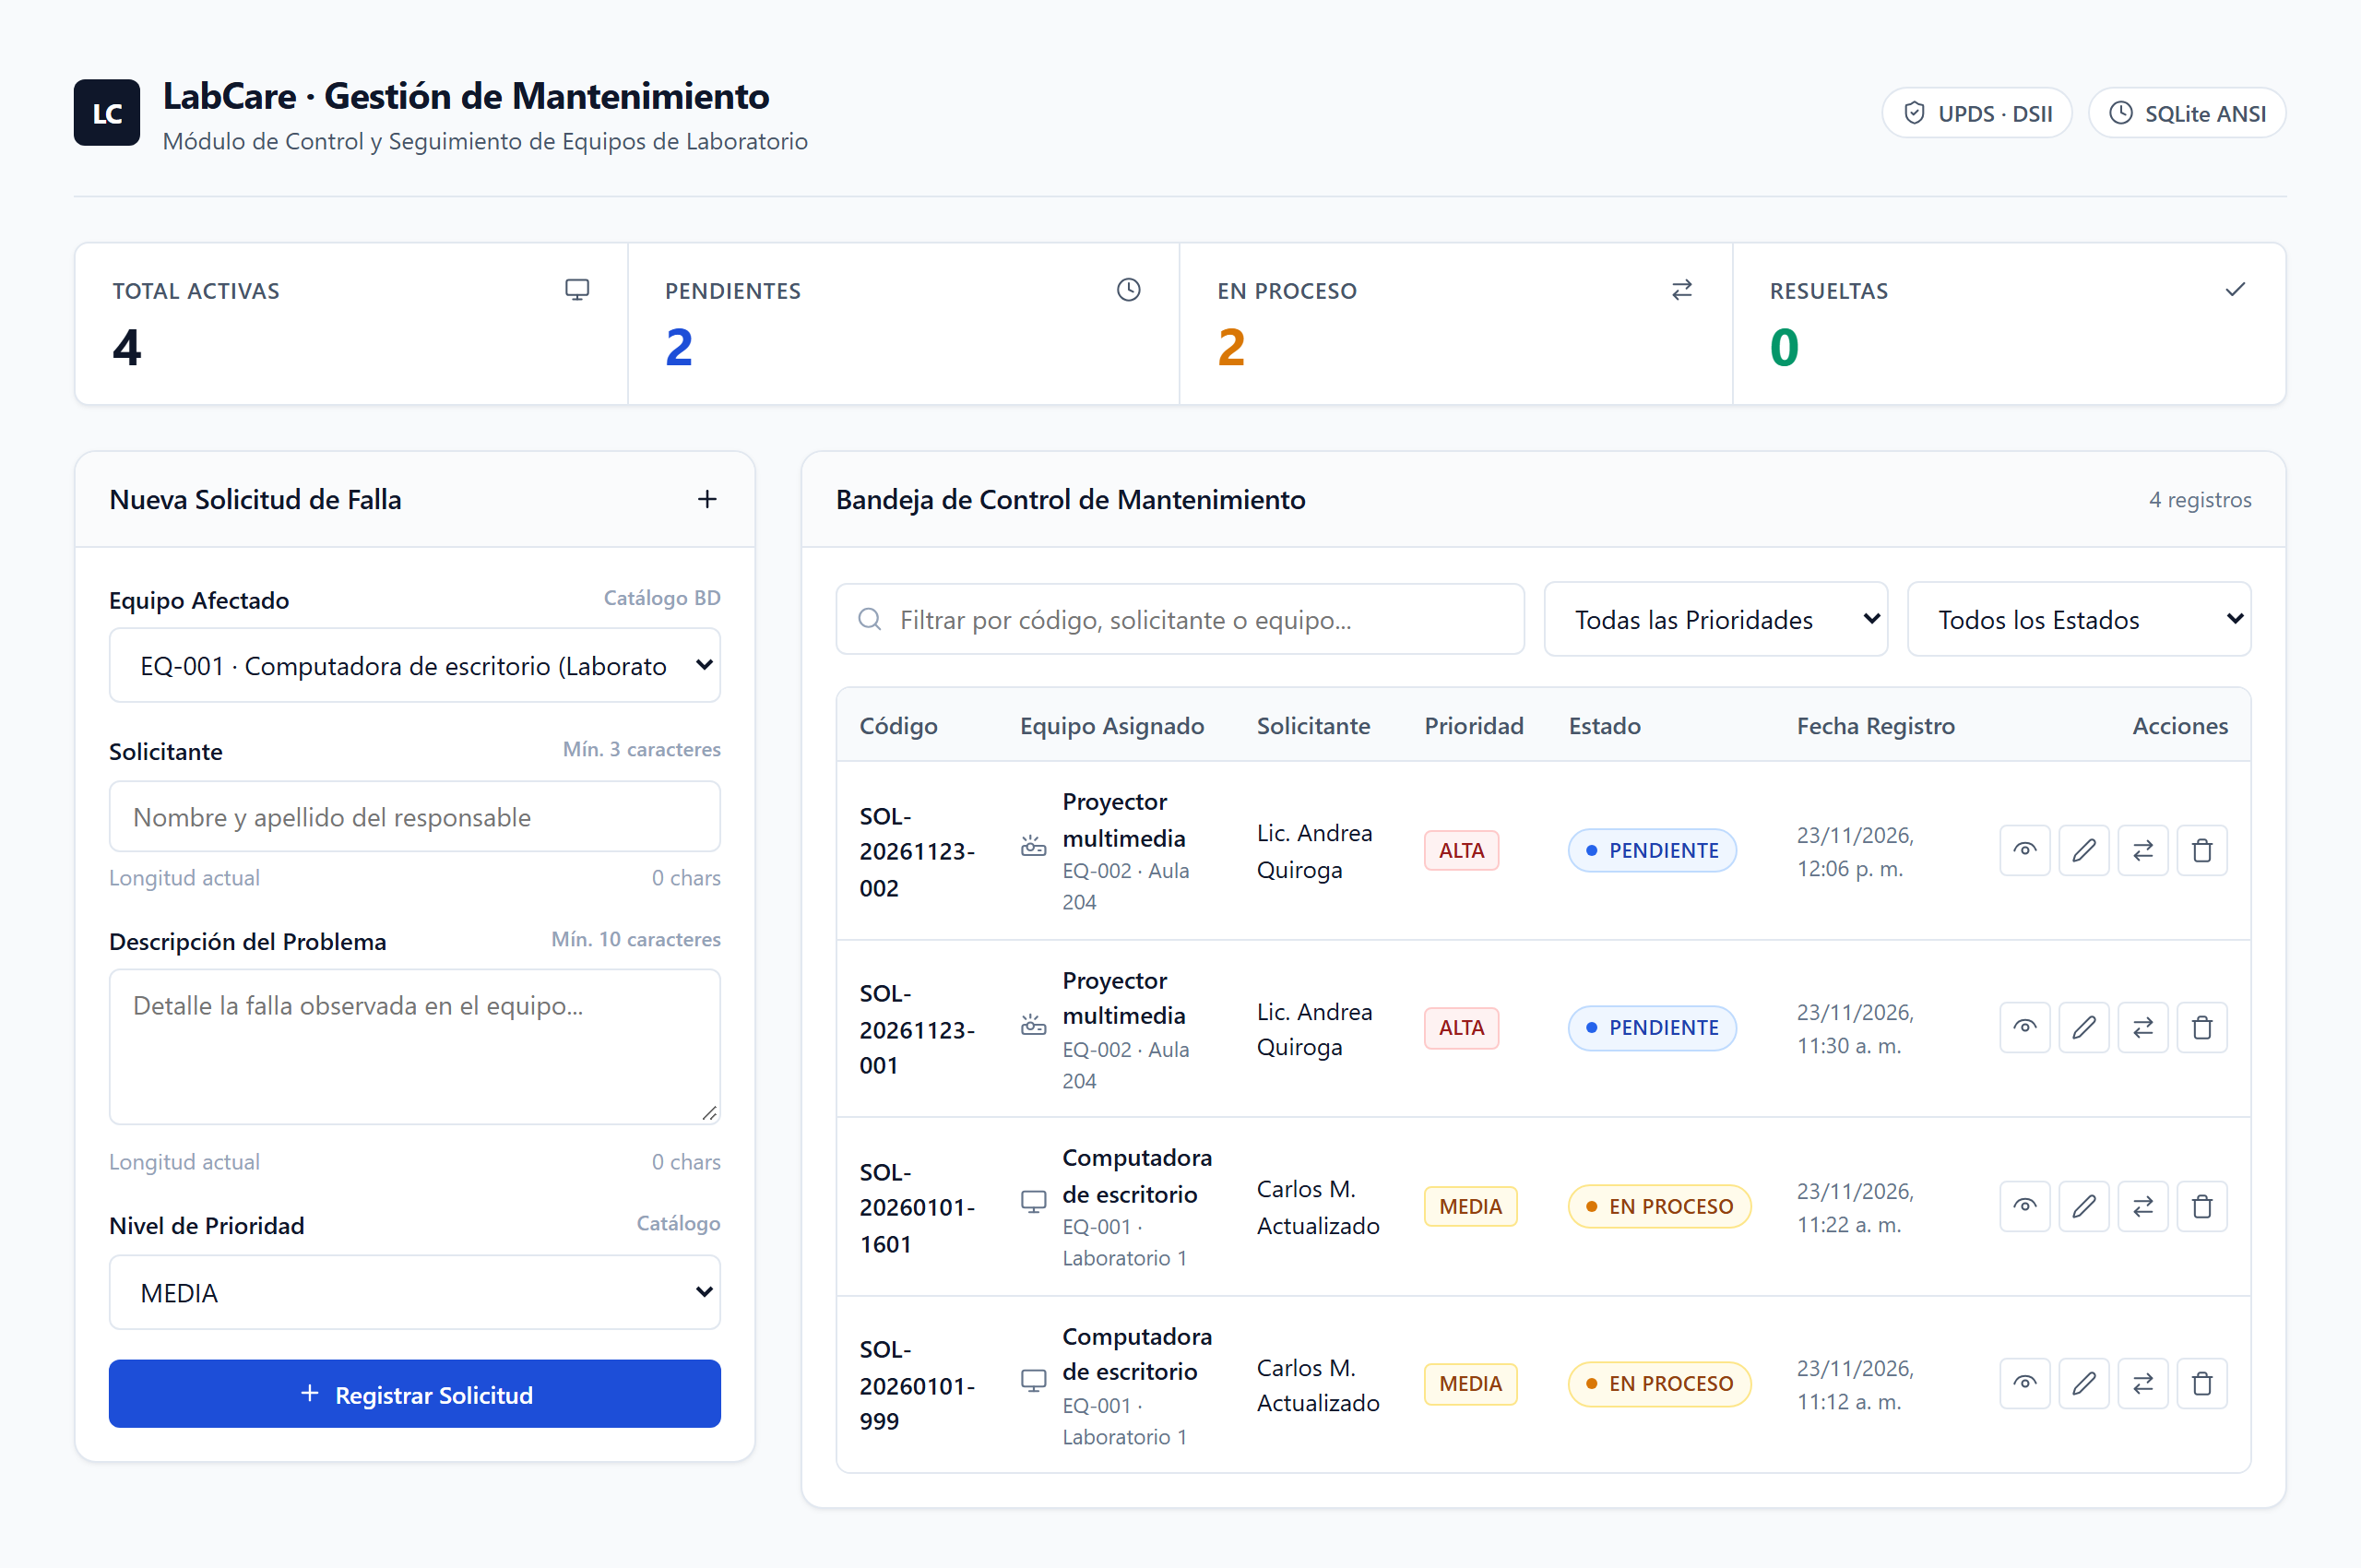 LC
LabCare · Gestión de Mantenimiento
Módulo de Control y Seguimiento de Equipos de Laboratorio
UPDS · DSII
SQLite ANSI
TOTAL ACTIVAS
4
PENDIENTES
2
EN PROCESO
2
RESUELTAS
0
Nueva Solicitud de Falla
Equipo Afectado
Catálogo BD
EQ-001 · Computadora de escritorio (Laborato
Solicitante
Mín. 3 caracteres
Nombre y apellido del responsable
Longitud actual
0 chars
Descripción del Problema
Mín. 10 caracteres
Detalle la falla observada en el equipo...
Longitud actual
0 chars
Nivel de Prioridad
Catálogo
MEDIA
+ Registrar Solicitud
Bandeja de Control de Mantenimiento
4 registros
Filtrar por código, solicitante o equipo...
Todas las Prioridades
Todos los Estados
Código
Equipo Asignado
Solicitante
Prioridad
Estado
Fecha Registro
Acciones
SOL-
20261123-
002
Proyector
multimedia
EQ-002 · Aula
204
Lic. Andrea
Quiroga
ALTA
PENDIENTE
23/11/2026,
12:06 p. m.
SOL-
20261123-
001
Proyector
multimedia
EQ-002 · Aula
204
Lic. Andrea
Quiroga
ALTA
PENDIENTE
23/11/2026,
11:30 a. m.
SOL-
20260101-
1601
Computadora
de escritorio
EQ-001 ·
Laboratorio 1
Carlos M.
Actualizado
MEDIA
EN PROCESO
23/11/2026,
11:22 a. m.
SOL-
20260101-
999
Computadora
de escritorio
EQ-001 ·
Laboratorio 1
Carlos M.
Actualizado
MEDIA
EN PROCESO
23/11/2026,
11:12 a. m.